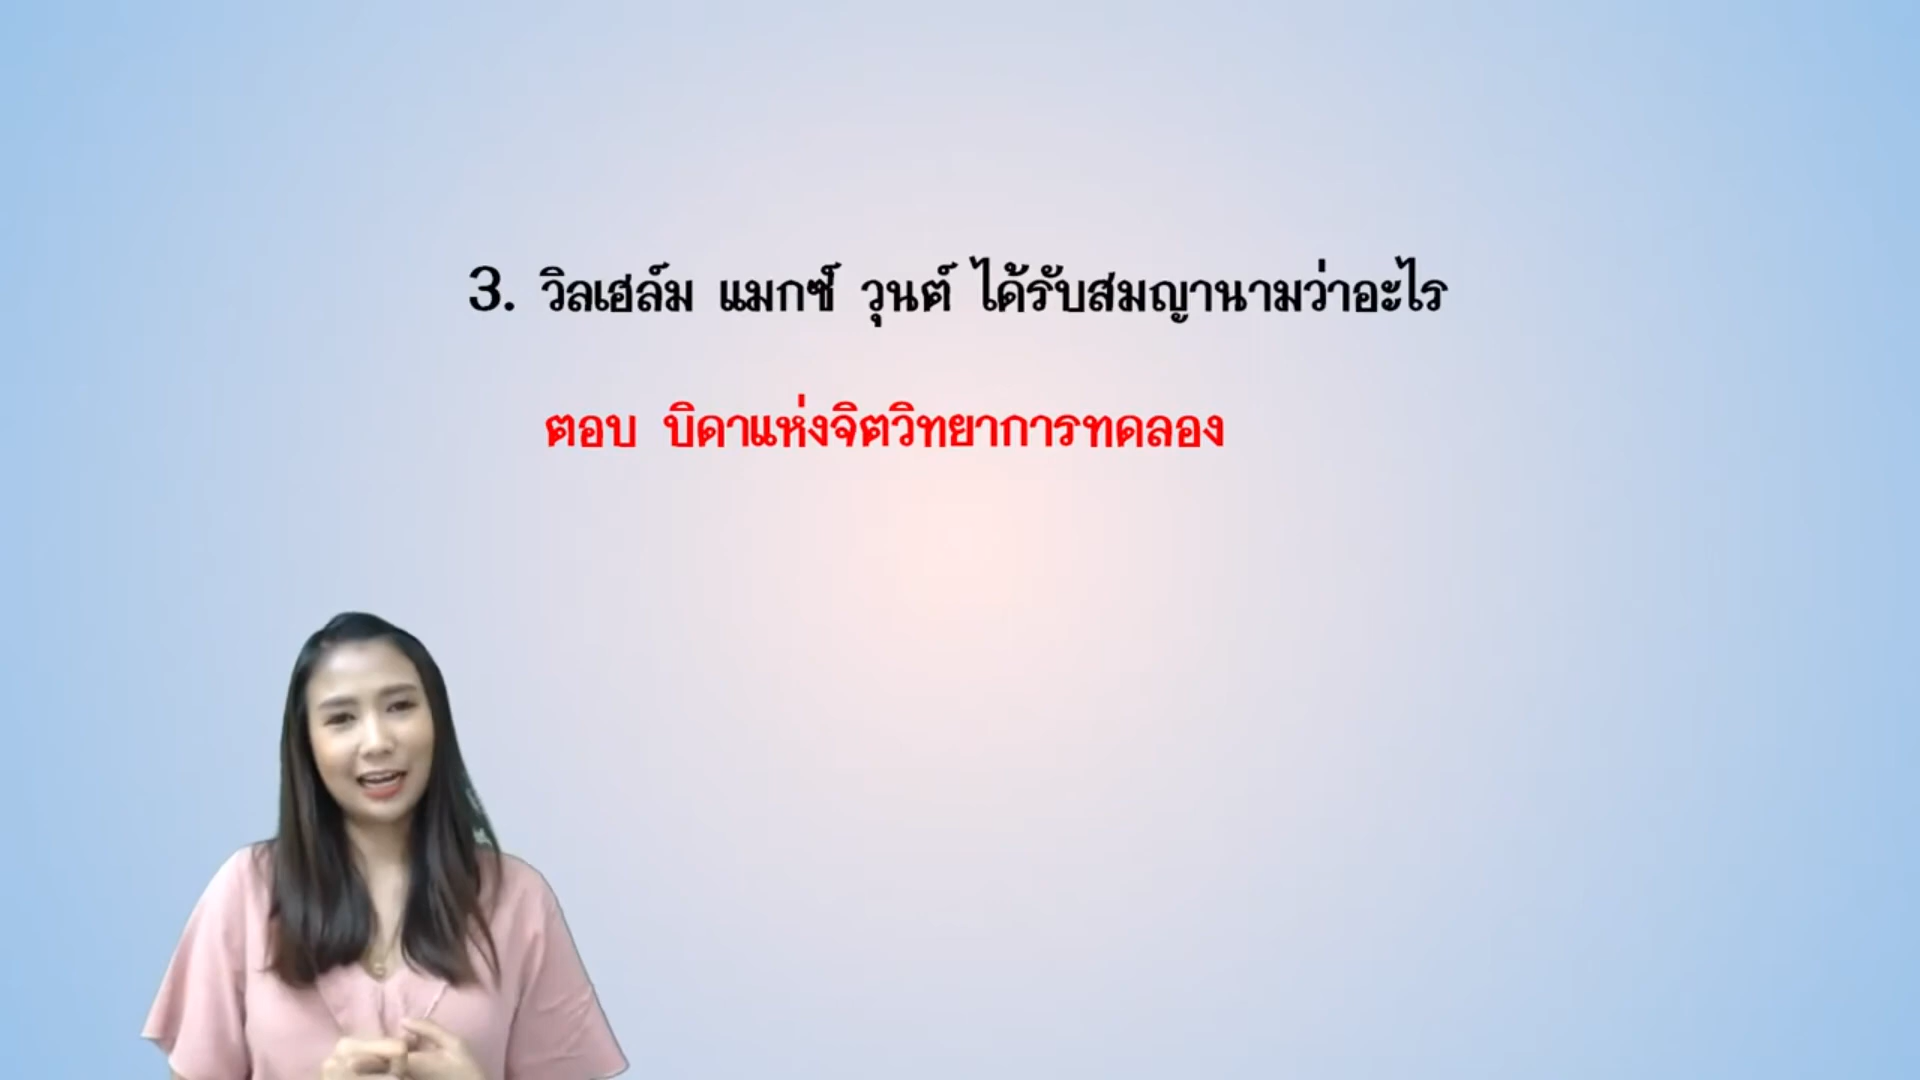 3. วิลเฮล์ม แมกซ์ วุนต์ ได้รับสมญานามว่าอะไร
ตอบ บิดาแห่งจิตวิทยาการทดลอง